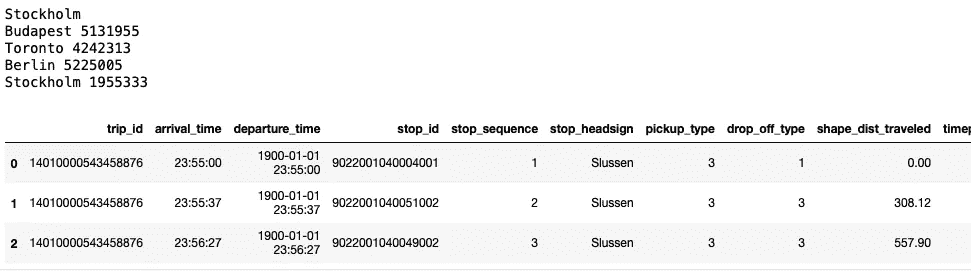 Stockholm
Budapest 5131955
Toronto 4242313
Berlin 5225005
Stockholm 1955333
trip_id arrival_time departure_time stop_id stop_sequence stop_headsign pickup_type drop_off_type shape_dist_traveled timep
0 14010000543458876 23:55:00 1900-01-01 23:55:00 9022001040004001 1 Slussen 3 1 0.00
1 14010000543458876 23:55:37 1900-01-01 23:55:37 9022001040051002 2 Slussen 3 3 308.12
2 14010000543458876 23:56:27 1900-01-01 23:56:27 9022001040049002 3 Slussen 3 3 557.90